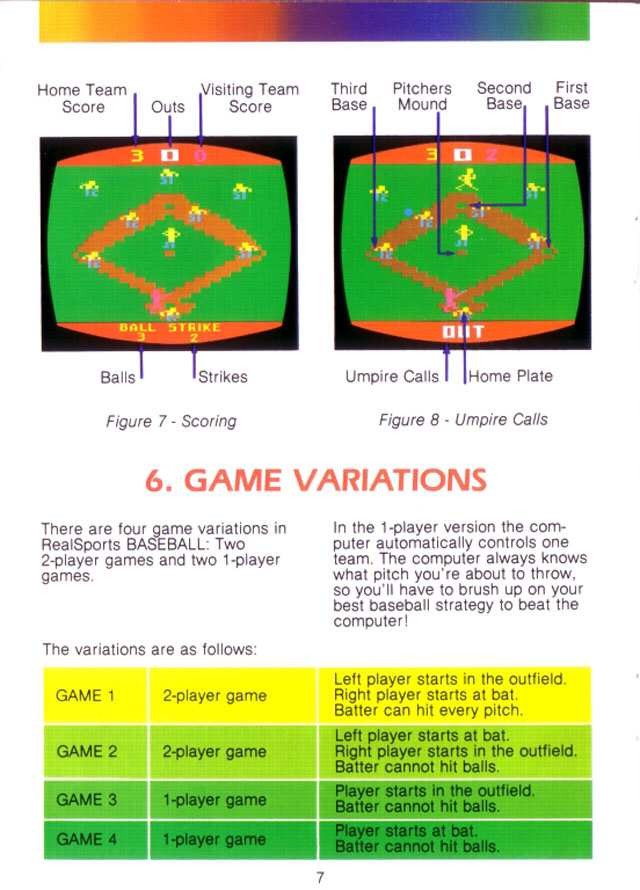 Home Team
Score
Outs
Visiting Team
Score
3 0 0
BALL STRIKE
3 2
Balls
Strikes
Figure 7 - Scoring
Third
Base
Pitchers
Mound
Second
Base
First
Base
3 0 2
OUT
Umpire Calls
Home Plate
Figure 8 - Umpire Calls
6. GAME VARIATIONS
There are four game variations in
RealSports BASEBALL: Two
2-player games and two 1-player
games.
In the 1-player version the com-
puter automatically controls one
team. The computer always knows
what pitch you're about to throw,
so you'll have to brush up on your
best baseball strategy to beat the
computer!
The variations are as follows:
GAME 1
2-player game
Left player starts in the outfield.
Right player starts at bat.
Batter can hit every pitch.
GAME 2
2-player game
Left player starts at bat.
Right player starts in the outfield.
Batter cannot hit balls.
GAME 3
1-player game
Player starts in the outfield.
Batter cannot hit balls.
GAME 4
1-player game
Player starts at bat.
Batter cannot hit balls.
7